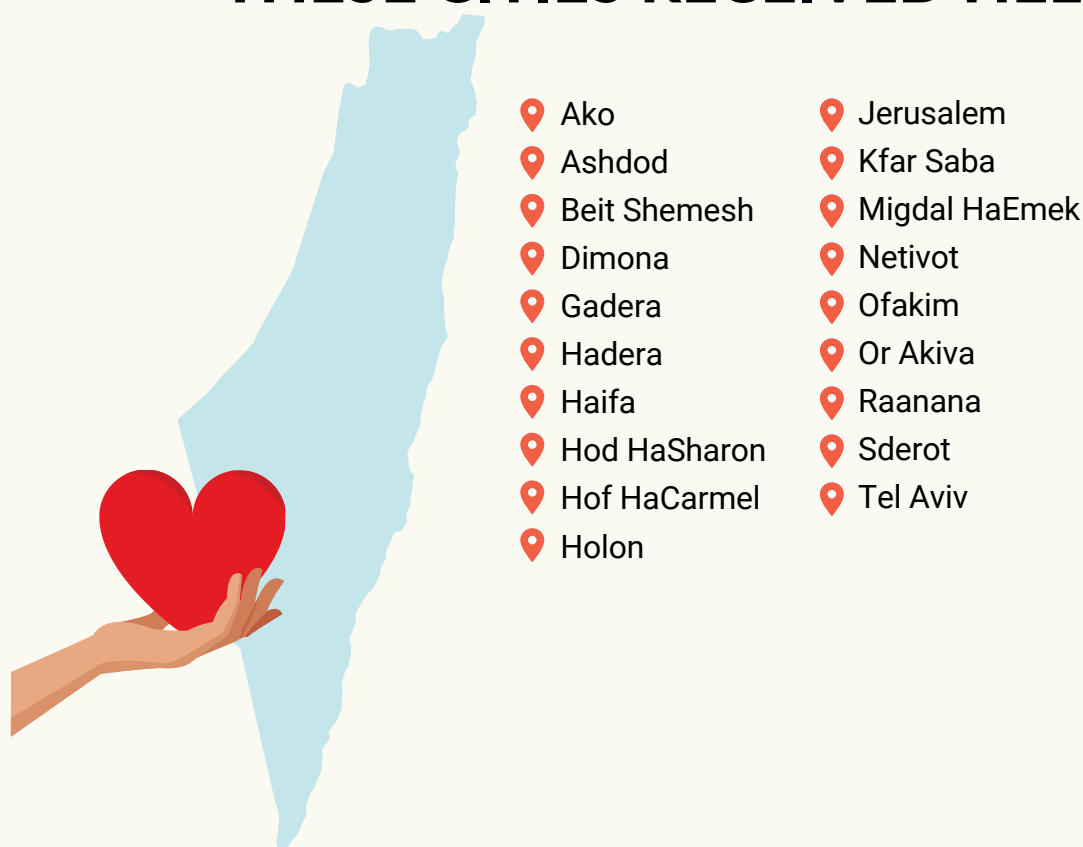 Ako
Ashdod
Beit Shemesh
Dimona
Gadera
Hadera
Haifa
Hod HaSharon
Hof HaCarmel
Holon
Jerusalem
Kfar Saba
Migdal HaEmek
Netivot
Ofakim
Or Akiva
Raanana
Sderot
Tel Aviv